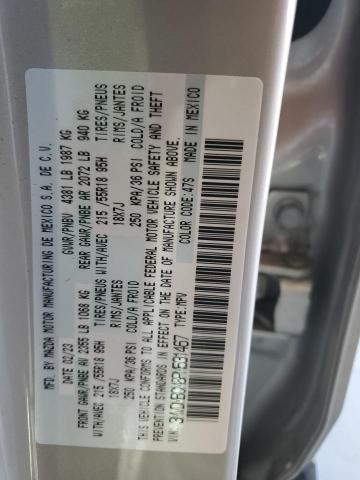 MFD. BY MAZDA MOTOR MANUFACTURING DE MEXICO S.A. DE C.V.
DATE: 02/23 GVWR/PNBV 4381 LB 1987 KG
FRONT GAWR/PNBE AV 2355 LB 1068 KG REAR GAWR/PNBE AR 2072 LB 940 KG
WITH/AVEC 215/55R18 95H TIRES/PNEUS WITH/AVEC 215/55R18 95H TIRES/PNEUS
18X7J RIMS/JANTES 18X7J RIMS/JANTES
250 KPA/36 PSI COLD/A FROID 250 KPA/36 PSI COLD/A FROID
THIS VEHICLE CONFORMS TO ALL APPLICABLE FEDERAL MOTOR VEHICLE SAFETY AND THEFT
PREVENTION STANDARDS IN EFFECT ON THE DATE OF MANUFACTURE SHOWN ABOVE.
TYPE:MPV COLOR CODE:47S
MADE IN MEXICO